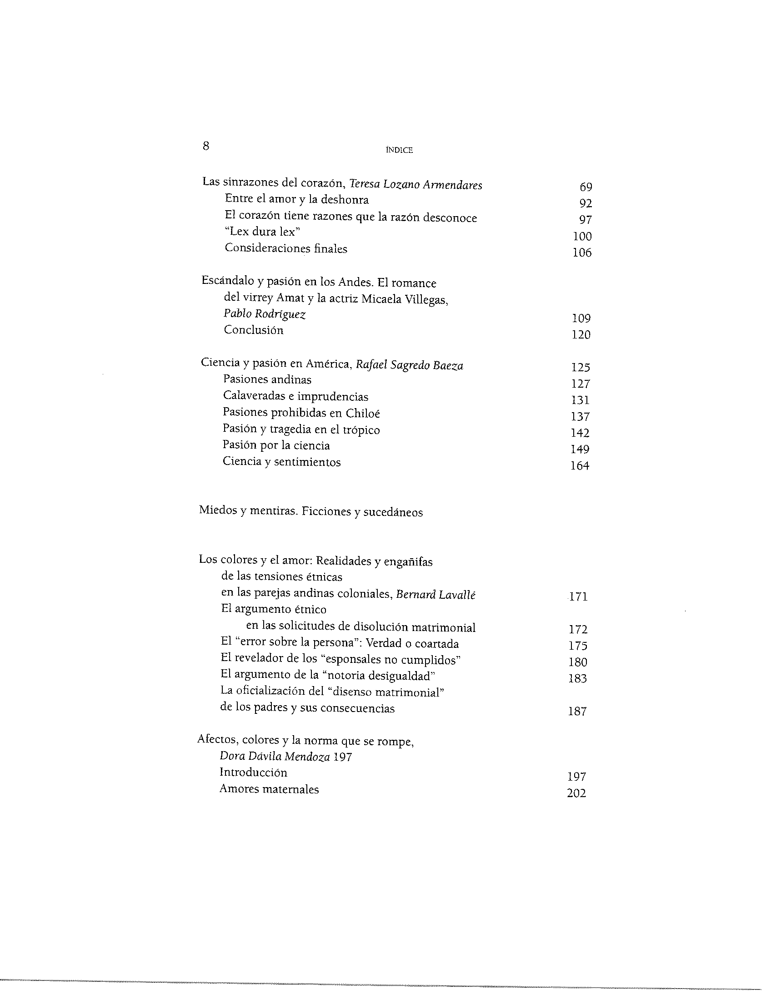 8 ÍNDICE
Las sinrazones del corazón, Teresa Lozano Armendares 69
Entre el amor y la deshonra 92
El corazón tiene razones que la razón desconoce 97
“Lex dura lex” 100
Consideraciones finales 106
Escándalo y pasión en los Andes. El romance
del virrey Amat y la actriz Micaela Villegas,
Pablo Rodríguez 109
Conclusión 120
Ciencia y pasión en América, Rafael Sagredo Baeza 125
Pasiones andinas 127
Calaveradas e imprudencias 131
Pasiones prohibidas en Chiloé 137
Pasión y tragedia en el trópico 142
Pasión por la ciencia 149
Ciencia y sentimientos 164
Miedos y mentiras. Ficciones y sucedáneos
Los colores y el amor: Realidades y engañifas
de las tensiones étnicas
en las parejas andinas coloniales, Bernard Lavallé 171
El argumento étnico
en las solicitudes de disolución matrimonial 172
El “error sobre la persona”: Verdad o coartada 175
El revelador de los “esponsales no cumplidos” 180
El argumento de la “notoria desigualdad” 183
La oficialización del “disenso matrimonial”
de los padres y sus consecuencias 187
Afectos, colores y la norma que se rompe,
Dora Dávila Mendoza 197
Introducción 197
Amores maternales 202